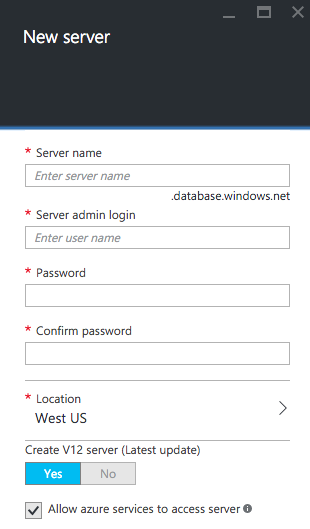 New server
* Server name
Enter server name
.database.windows.net
* Server admin login
Enter user name
* Password
* Confirm password
* Location
West US
Create V12 server (Latest update)
Yes No
Allow azure services to access server